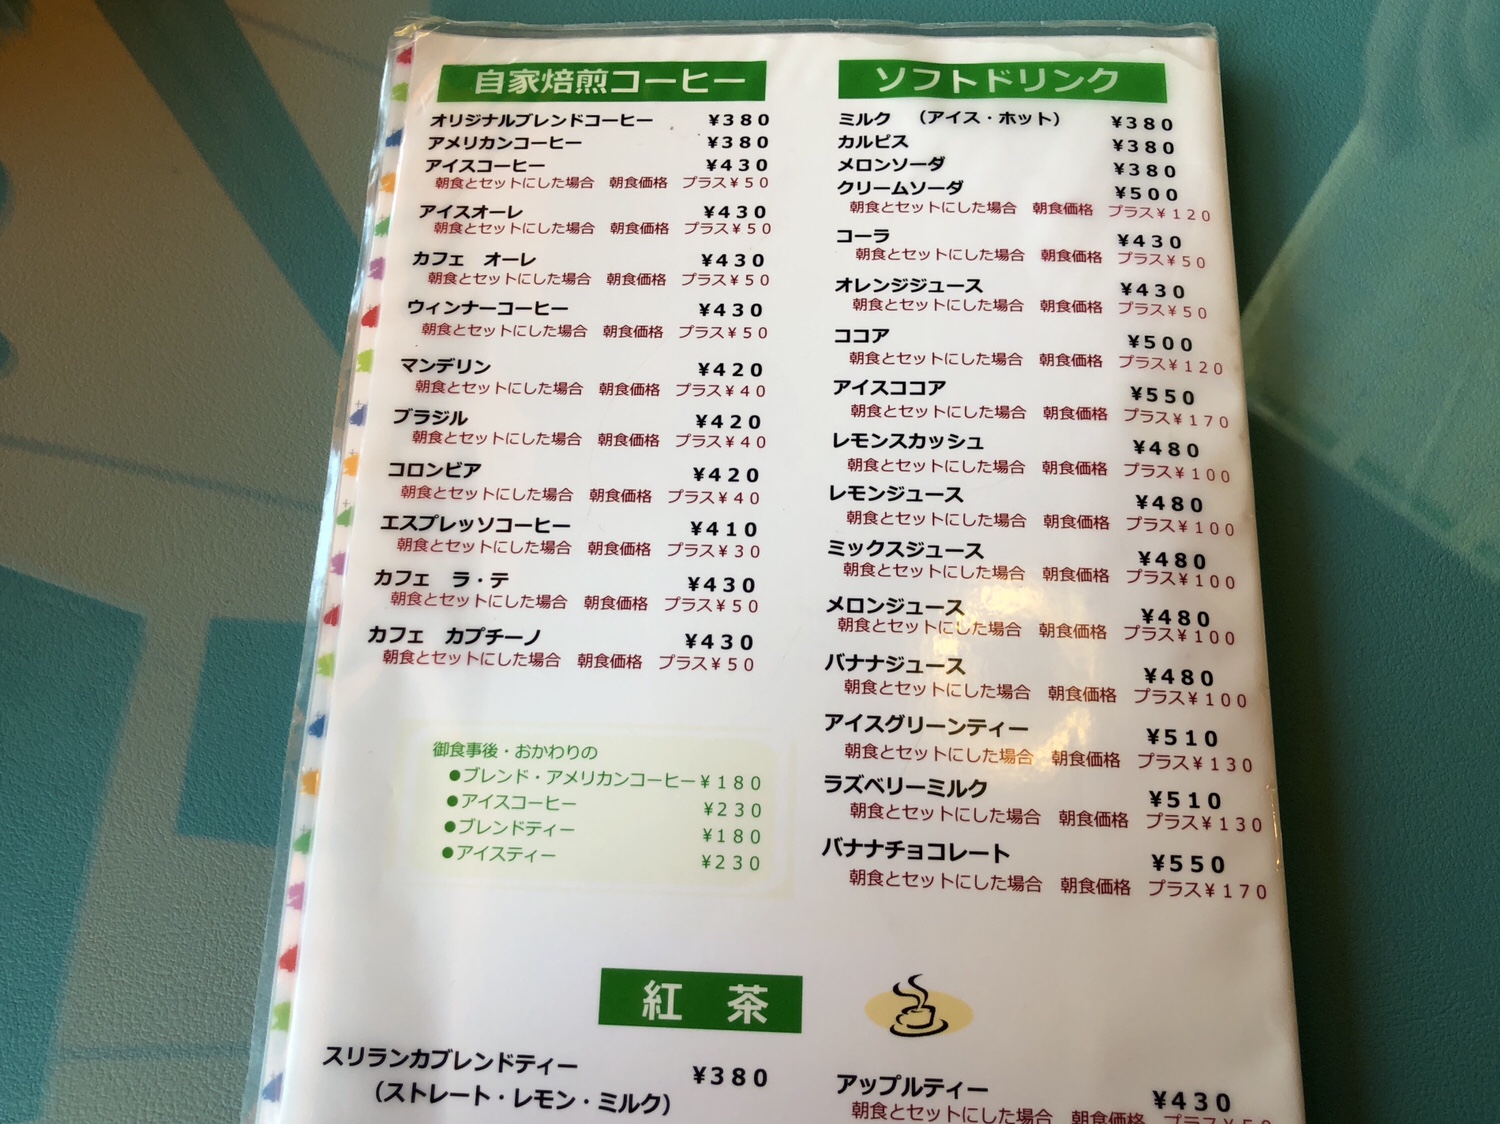 自家焙煎コーヒー
オリジナルブレンドコーヒー ¥380
アメリカンコーヒー ¥380
アイスコーヒー ¥430
朝食とセットにした場合 朝食価格 プラス¥50
アイスオーレ ¥430
朝食とセットにした場合 朝食価格 プラス¥50
カフェ オーレ ¥430
朝食とセットにした場合 朝食価格 プラス¥50
ウィンナーコーヒー ¥430
朝食とセットにした場合 朝食価格 プラス¥50
マンデリン ¥420
朝食とセットにした場合 朝食価格 プラス¥40
ブラジル ¥420
朝食とセットにした場合 朝食価格 プラス¥40
コロンビア ¥420
朝食とセットにした場合 朝食価格 プラス¥40
エスプレッソコーヒー ¥410
朝食とセットにした場合 朝食価格 プラス¥30
カフェ ラ・テ ¥430
朝食とセットにした場合 朝食価格 プラス¥50
カフェ カプチーノ ¥430
朝食とセットにした場合 朝食価格 プラス¥50
御食事後・おかわりの
●ブレンド・アメリカンコーヒー¥180
●アイスコーヒー ¥230
●ブレンドティー ¥180
●アイスティー ¥230
ソフトドリンク
ミルク (アイス・ホット) ¥380
カルピス ¥380
メロンソーダ ¥380
クリームソーダ ¥500
朝食とセットにした場合 朝食価格 プラス¥120
コーラ ¥430
朝食とセットにした場合 朝食価格 プラス¥50
オレンジジュース ¥430
朝食とセットにした場合 朝食価格 プラス¥50
ココア ¥500
朝食とセットにした場合 朝食価格 プラス¥120
アイスココア ¥550
朝食とセットにした場合 朝食価格 プラス¥170
レモンスカッシュ ¥480
朝食とセットにした場合 朝食価格 プラス¥100
レモンジュース ¥480
朝食とセットにした場合 朝食価格 プラス¥100
ミックスジュース ¥480
朝食とセットにした場合 朝食価格 プラス¥100
メロンジュース ¥480
朝食とセットにした場合 朝食価格 プラス¥100
バナナジュース ¥480
朝食とセットにした場合 朝食価格 プラス¥100
アイスグリーンティー ¥510
朝食とセットにした場合 朝食価格 プラス¥130
ラズベリーミルク ¥510
朝食とセットにした場合 朝食価格 プラス¥130
バナナチョコレート ¥550
朝食とセットにした場合 朝食価格 プラス¥170
紅 茶
スリランカブレンドティー ¥380
(ストレート・レモン・ミルク)
アップルティー ¥430
朝食とセットにした場合 朝食価格 プラス¥50